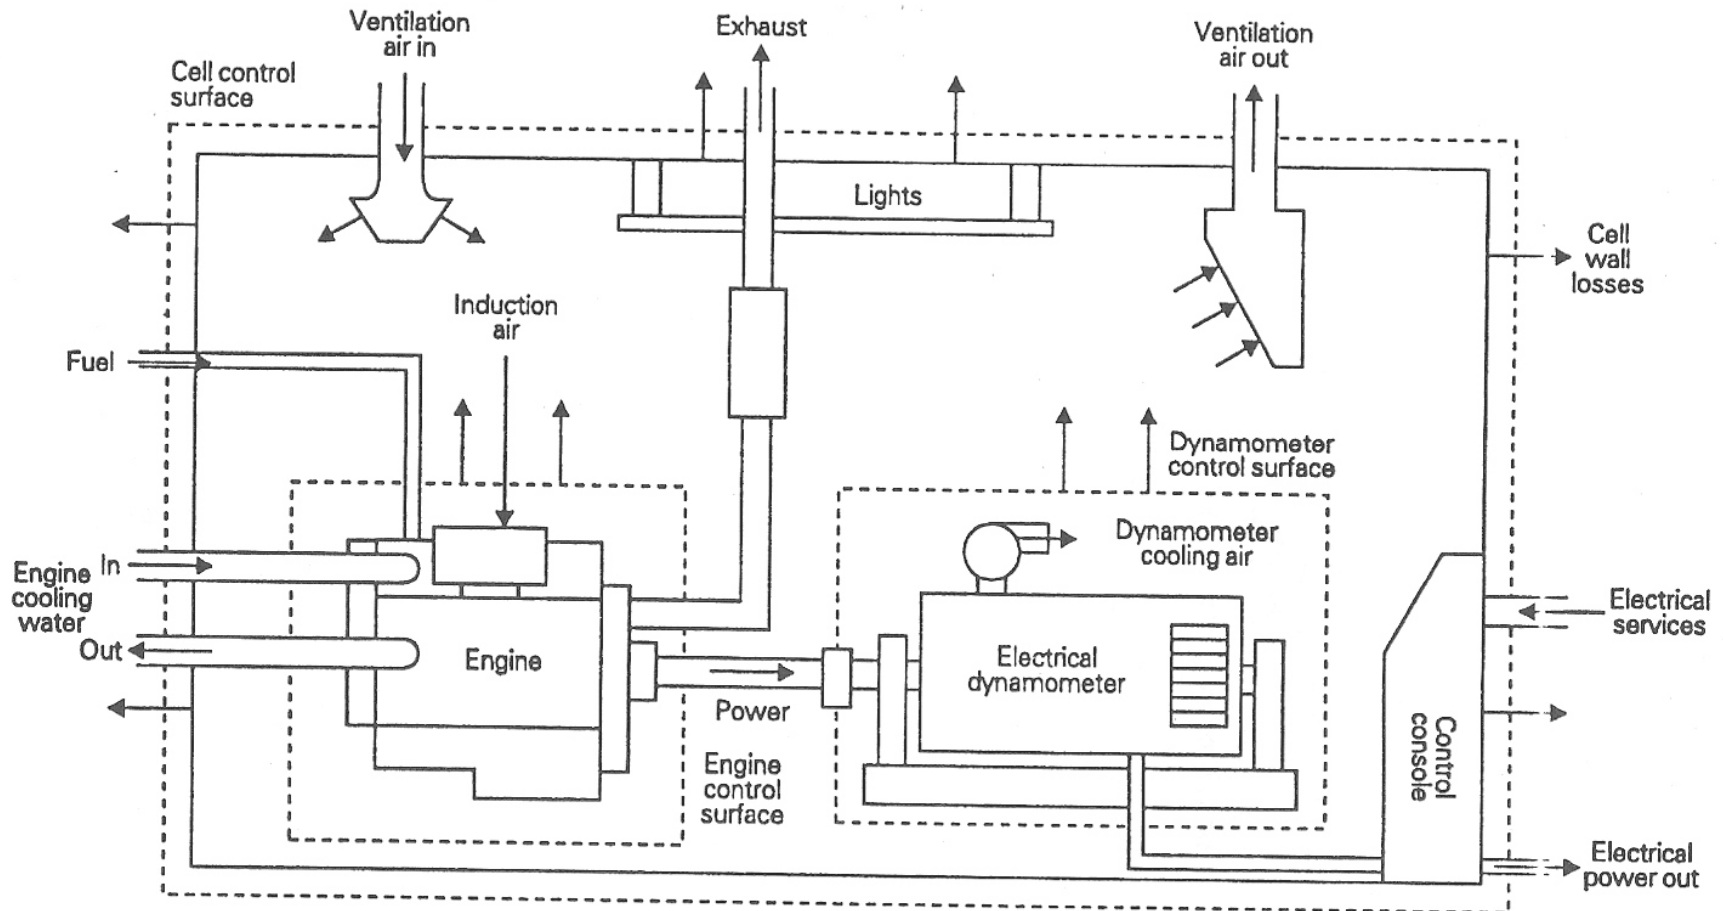 Ventilation
air in
Exhaust
Ventilation
air out
Cell control
surface
Lights
Cell
wall
losses
Induction
air
Fuel
Dynamometer
control surface
Dynamometer
cooling air
Engine
cooling
water
In
Out
Engine
Electrical
dynamometer
Electrical
services
Power
Engine
control
surface
Control
console
Electrical
power out